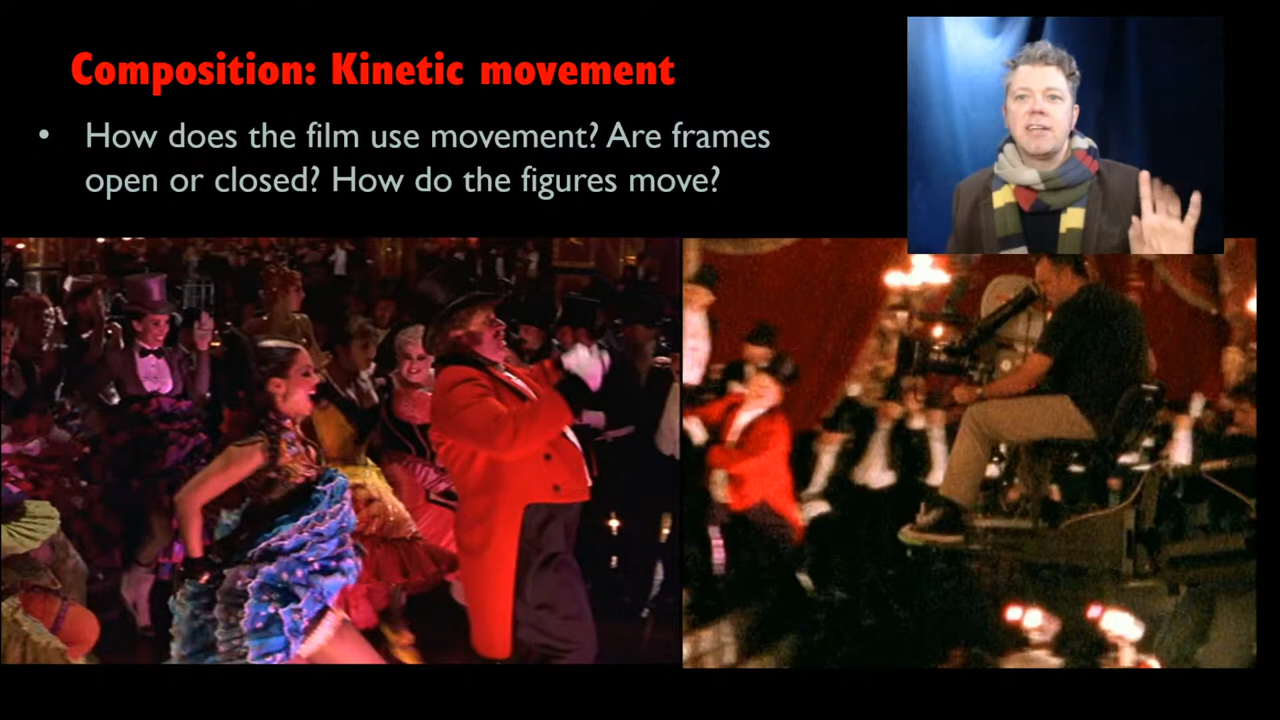 Composition: Kinetic movement
• How does the film use movement? Are frames
open or closed? How do the figures move?